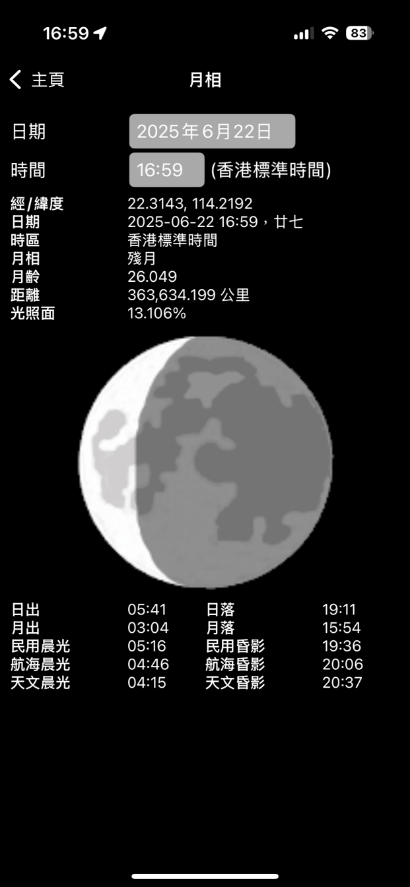 16:59 83
主頁 月相
日期 2025年6月22日
時間 16:59 (香港標準時間)
經/緯度 22.3143, 114.2192
日期 2025-06-22 16:59,廿七
時區 香港標準時間
月相 殘月
月齡 26.049
距離 363,634.199 公里
光照面 13.106%
日出 05:41 日落 19:11
月出 03:04 月落 15:54
民用晨光 05:16 民用昏影 19:36
航海晨光 04:46 航海昏影 20:06
天文晨光 04:15 天文昏影 20:37